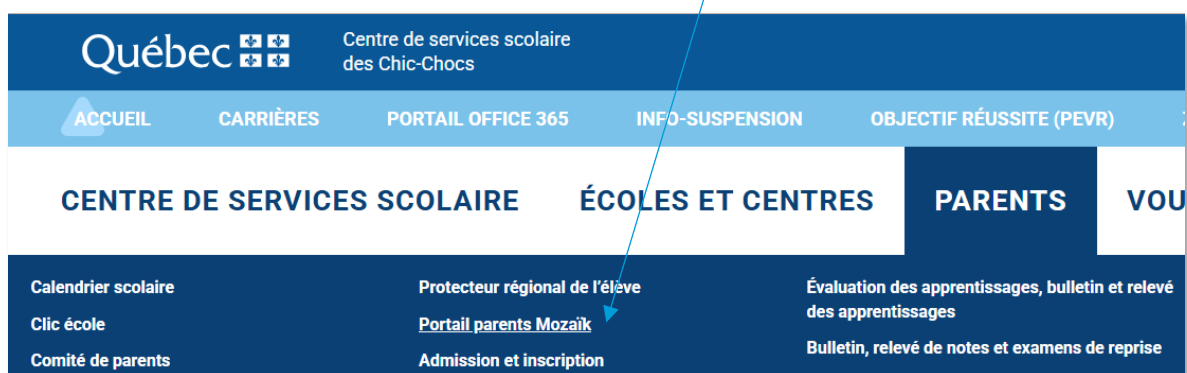 Québec
Centre de services scolaire
des Chic-Chocs
ACCUEIL CARRIÈRES PORTAIL OFFICE 365 INFO-SUSPENSION OBJECTIF RÉUSSITE (PEVR)
CENTRE DE SERVICES SCOLAIRE ÉCOLES ET CENTRES PARENTS VOU
Calendrier scolaire
Clic école
Comité de parents
Protecteur régional de l'élève
Portail parents Mozaïk
Admission et inscription
Évaluation des apprentissages, bulletin et relevé
des apprentissages
Bulletin, relevé de notes et examens de reprise